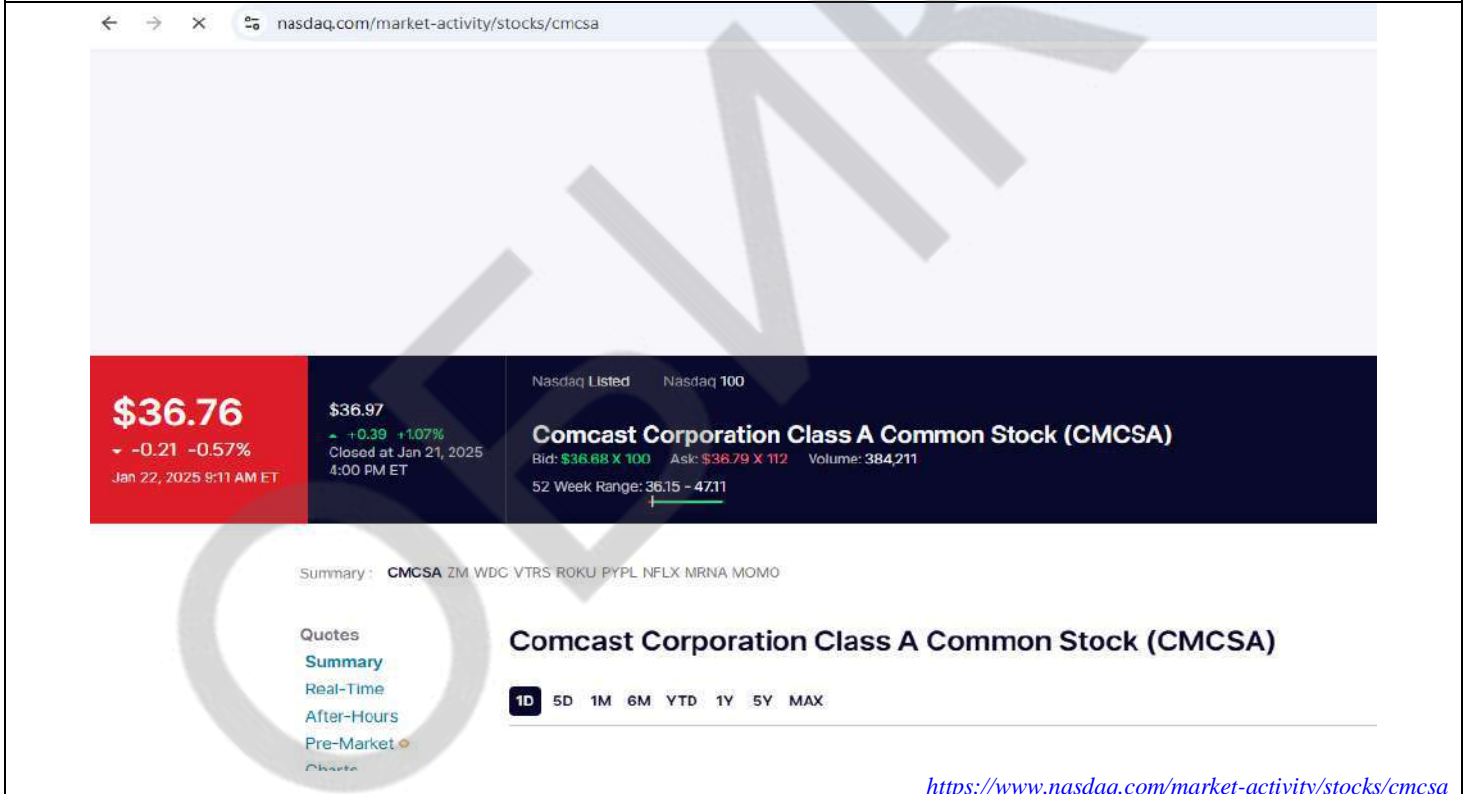 nasdaq.com/market-activity/stocks/cmcsa
$36.76
-0.21 -0.57%
Jan 22, 2025 9:11 AM ET
$36.97
+0.39 +1.07%
Closed at Jan 21, 2025
4:00 PM ET
Nasdaq Listed Nasdaq 100
Comcast Corporation Class A Common Stock (CMCSA)
Bid: $36.68 X 100 Ask: $36.79 X 112 Volume: 384,211
52 Week Range: 36.15 - 47.11
Summary: CMCSA ZM WDC VTRS ROKU PYPL NFLX MRNA MOMO
Quotes
Summary
Real-Time
After-Hours
Pre-Market
Charts
Comcast Corporation Class A Common Stock (CMCSA)
1D 5D 1M 6M YTD 1Y 5Y MAX
https://www.nasdaq.com/market-activity/stocks/cmcsa